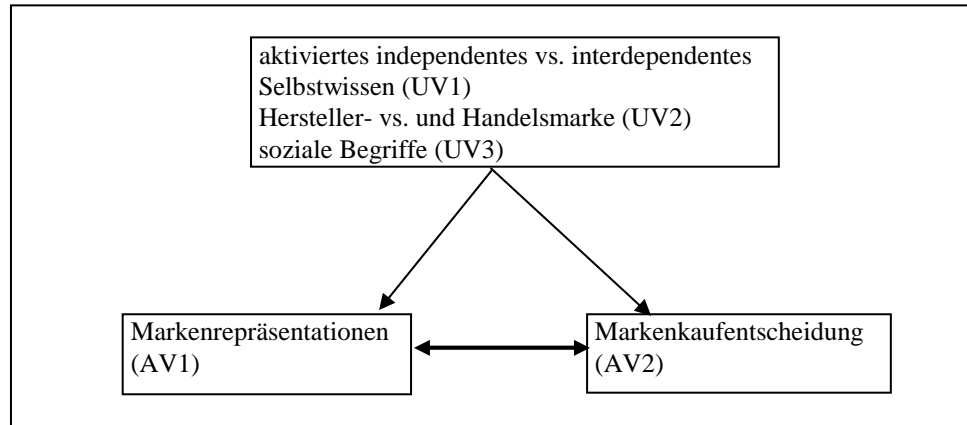 aktiviertes independentes vs. interdependentes
Selbstwissen (UV1)
Hersteller- vs. und Handelsmarke (UV2)
soziale Begriffe (UV3)
Markenrepräsentationen
(AV1)
Markenkaufentscheidung
(AV2)